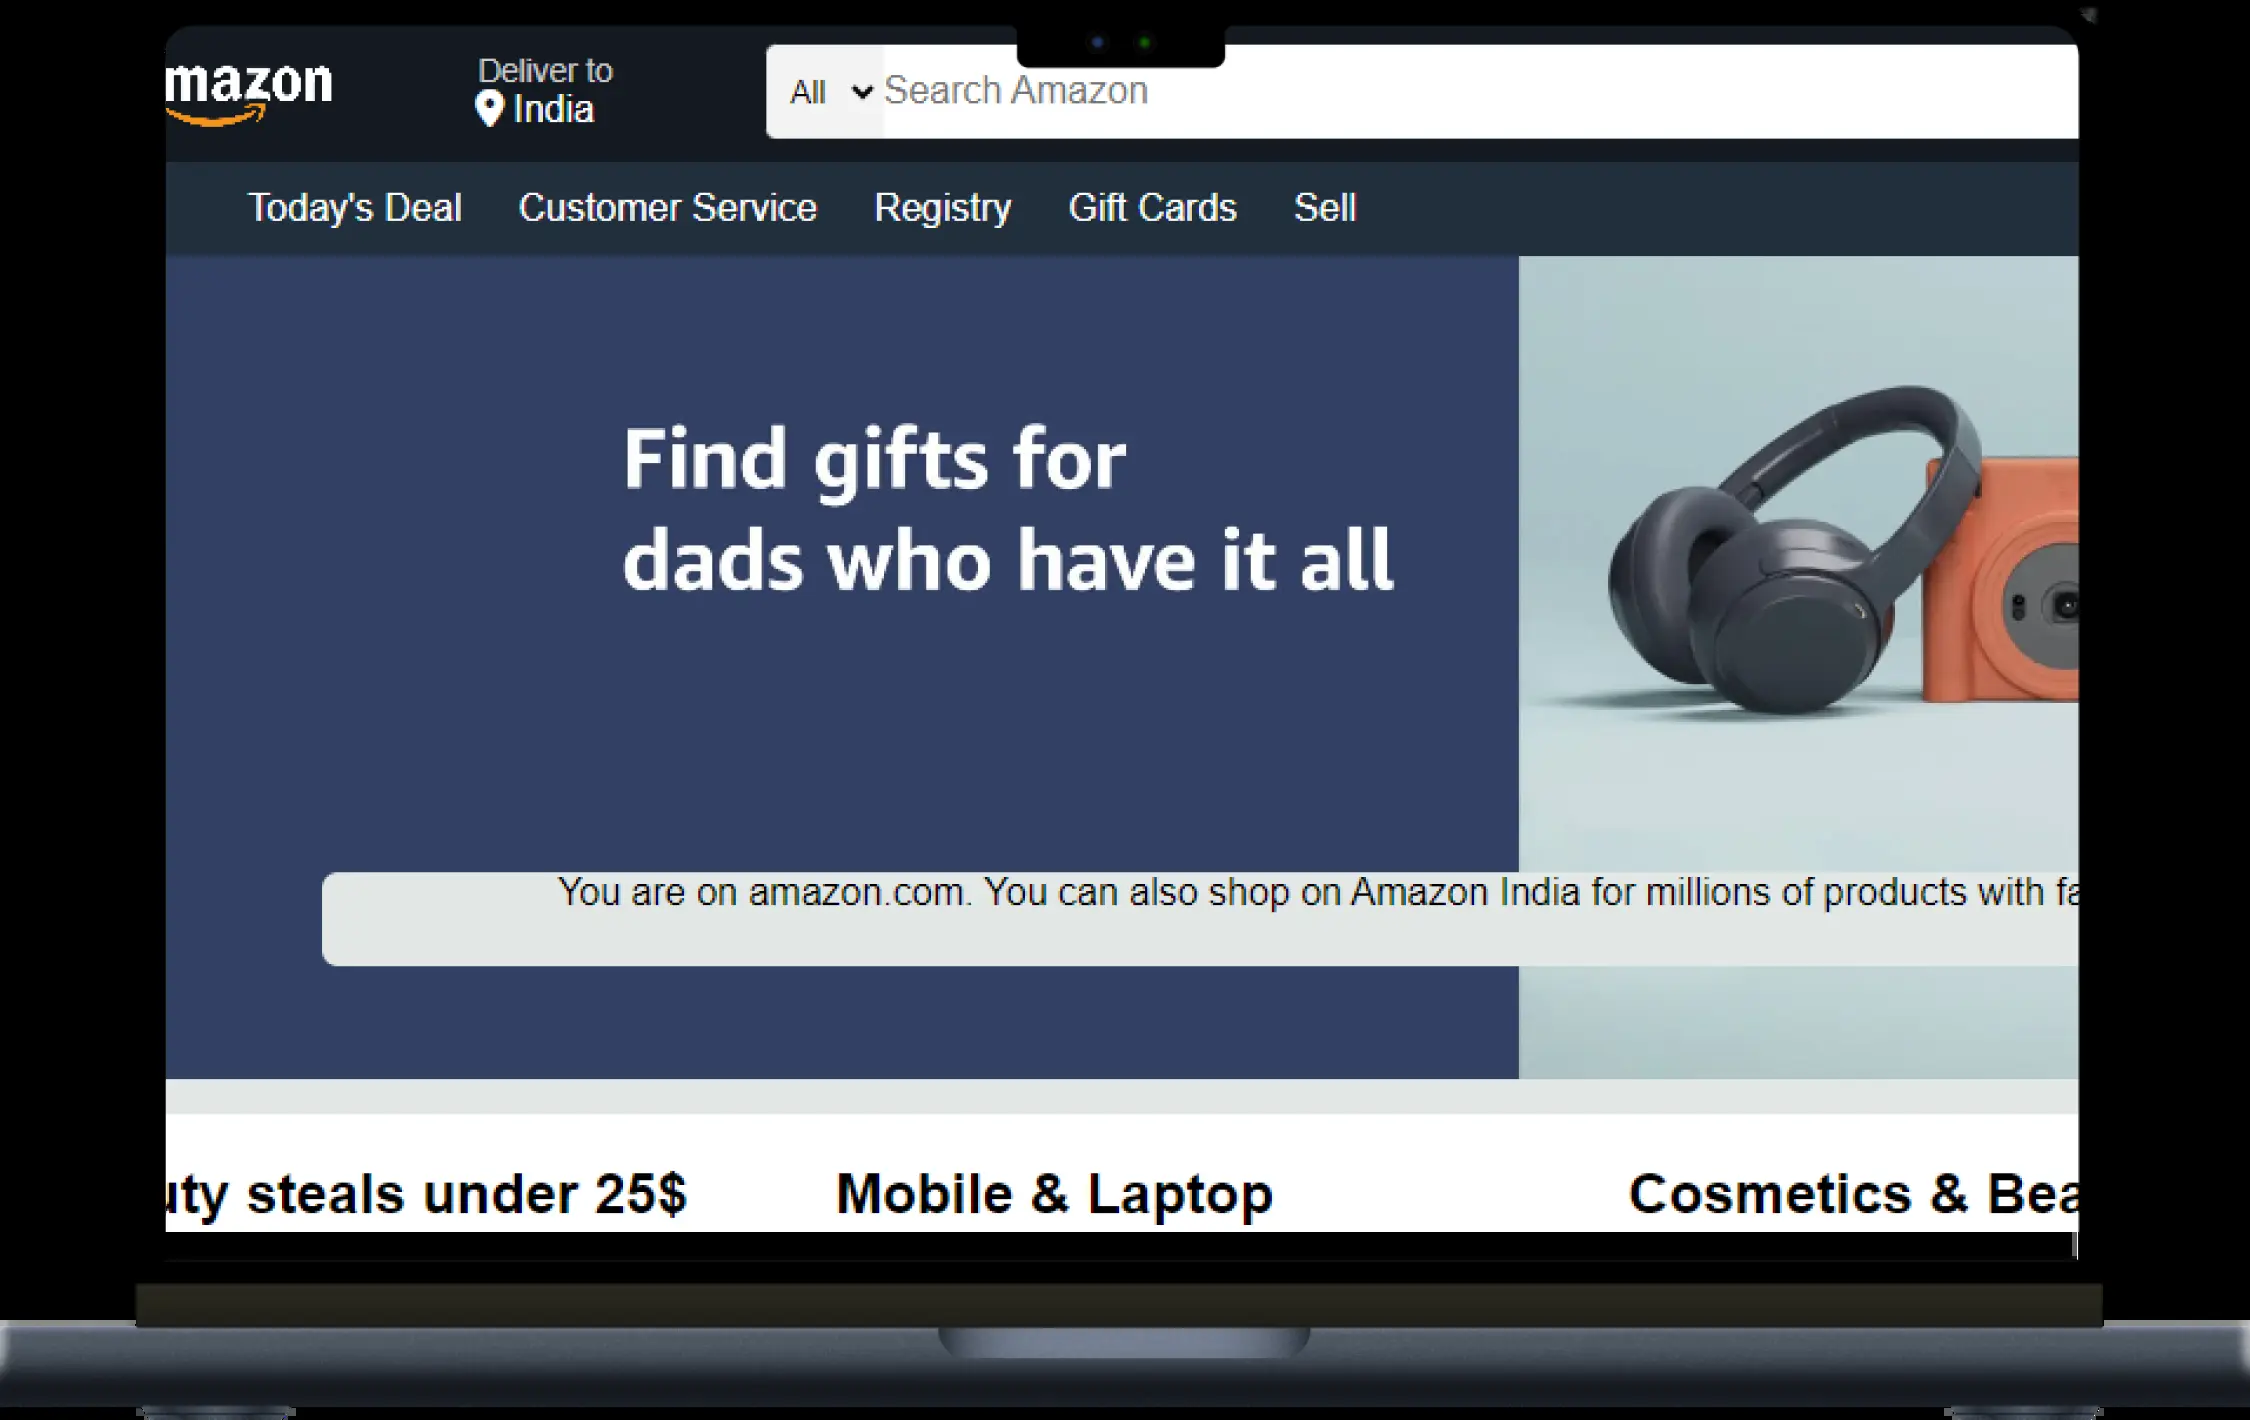 mazon
Deliver to
India
All
Search Amazon
Today's Deal Customer Service Registry Gift Cards Sell
Find gifts for
dads who have it all
You are on amazon.com. You can also shop on Amazon India for millions of products with fa
uty steals under 25$ Mobile & Laptop Cosmetics & Bea